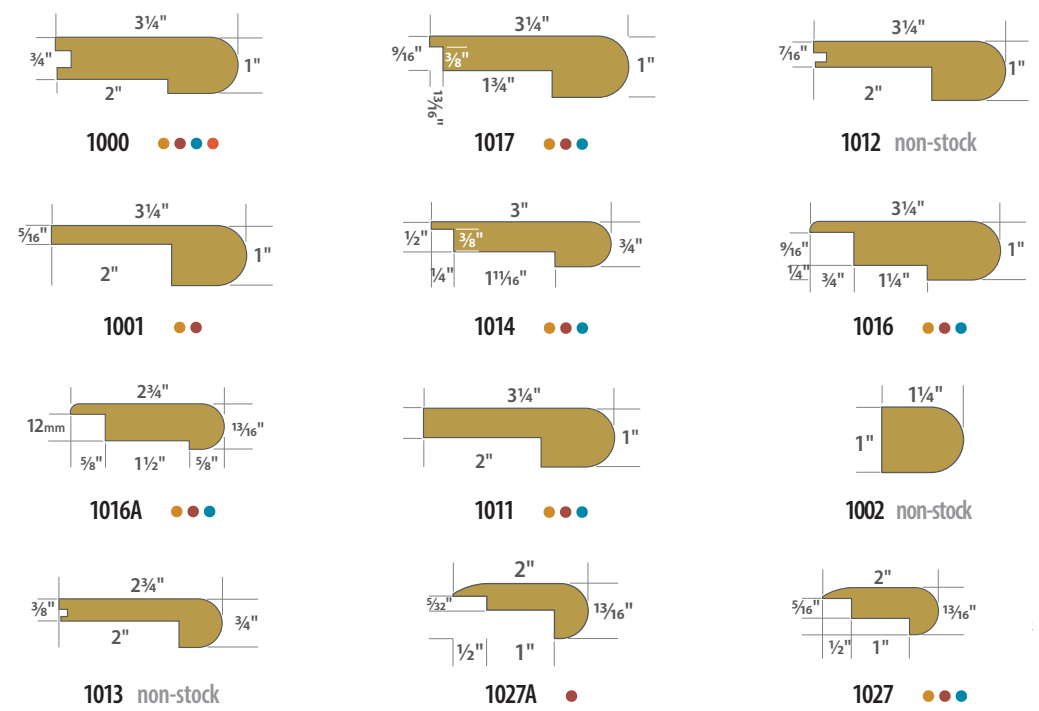 3¼" 3¼" 3¼"
¾" 1" 9⁄16" 3⁄8" 1" 7⁄16" 1"
2" 13⁄16" 1¾" 2"
1000 1017 1012 non-stock
3¼" 3" 3¼"
5⁄16" 1" ½" 3⁄8" ¾" 9⁄16" 1"
2" ¼" 1 11⁄16" ¼" ¾" 1¼"
1001 1014 1016
2¾" 3¼" 1¼"
12mm 13⁄16" 1" 1"
5⁄8" 1½" 5⁄8" 2"
1016A 1011 1002 non-stock
2¾" 2" 2"
3⁄8" ¾" 5⁄32" 13⁄16" 5⁄16" 13⁄16"
2" ½" 1" ½" 1"
1013 non-stock 1027A 1027